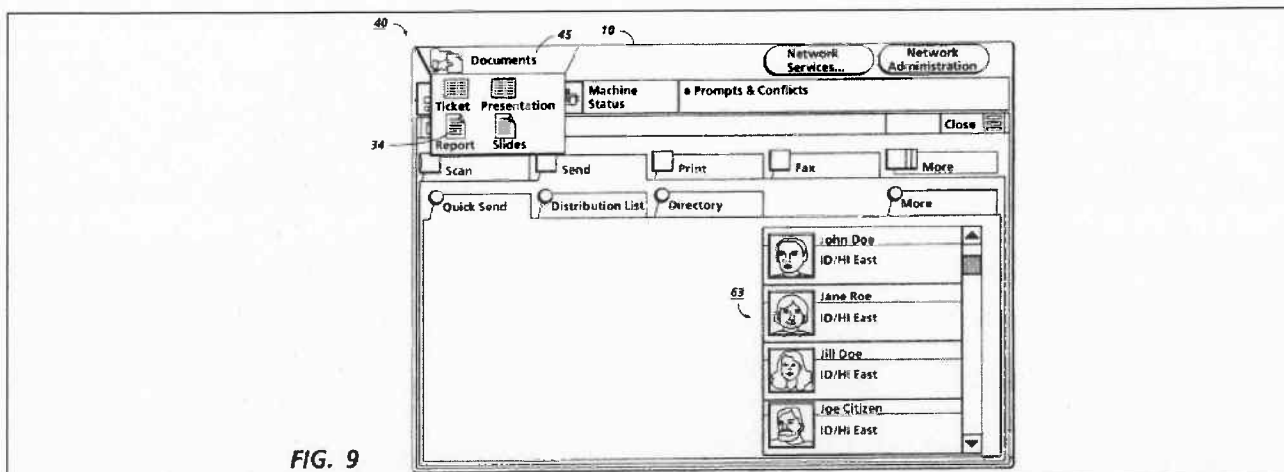 40 45 10
Documents
Network Services...
Network Administration
Ticket Presentation
Machine Status
• Prompts & Conflicts
34
Report Slides
Close
Scan Send Print Fax More
Quick Send Distribution List Directory More
John Doe
ID/HI East
63
Jane Roe
ID/HI East
Jill Doe
ID/HI East
Joe Citizen
ID/HI East
FIG. 9